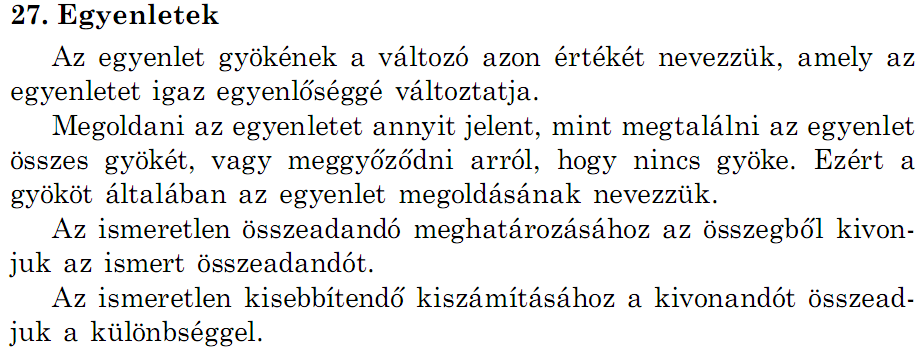 27. Egyenletek
Az egyenlet gyökének a változó azon értékét nevezzük, amely az
egyenletet igaz egyenlőséggé változtatja.
Megoldani az egyenletet annyit jelent, mint megtalálni az egyenlet
összes gyökét, vagy meggyőződni arról, hogy nincs gyöke. Ezért a
gyököt általában az egyenlet megoldásának nevezzük.
Az ismeretlen összeadandó meghatározásához az összegből kivon-
juk az ismert összeadandót.
Az ismeretlen kisebbítendő kiszámításához a kivonandót összead-
juk a különbséggel.